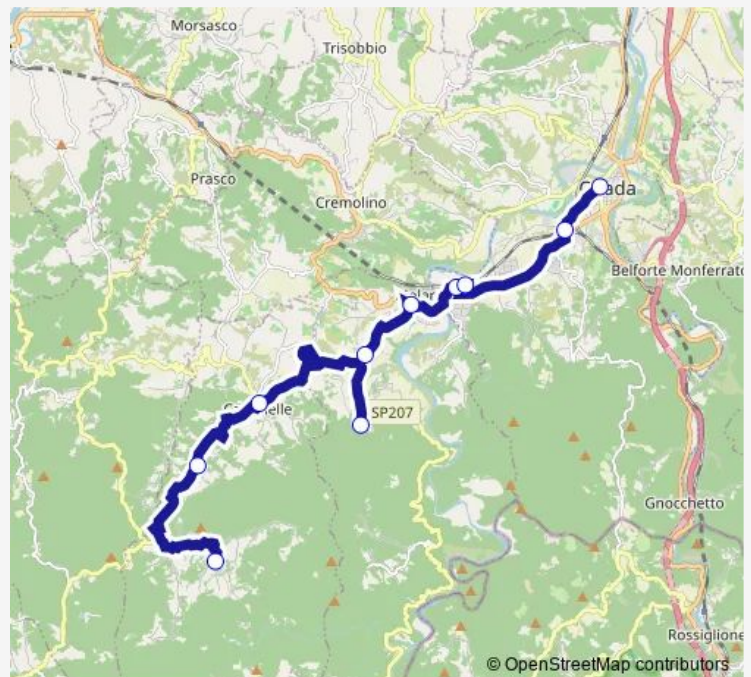 Morsasco
Trisobbio
Prasco
Cremolino
Belforte Monferrato
SP207
Gnocchetto
Rossiglione
© OpenStreetMap contributors